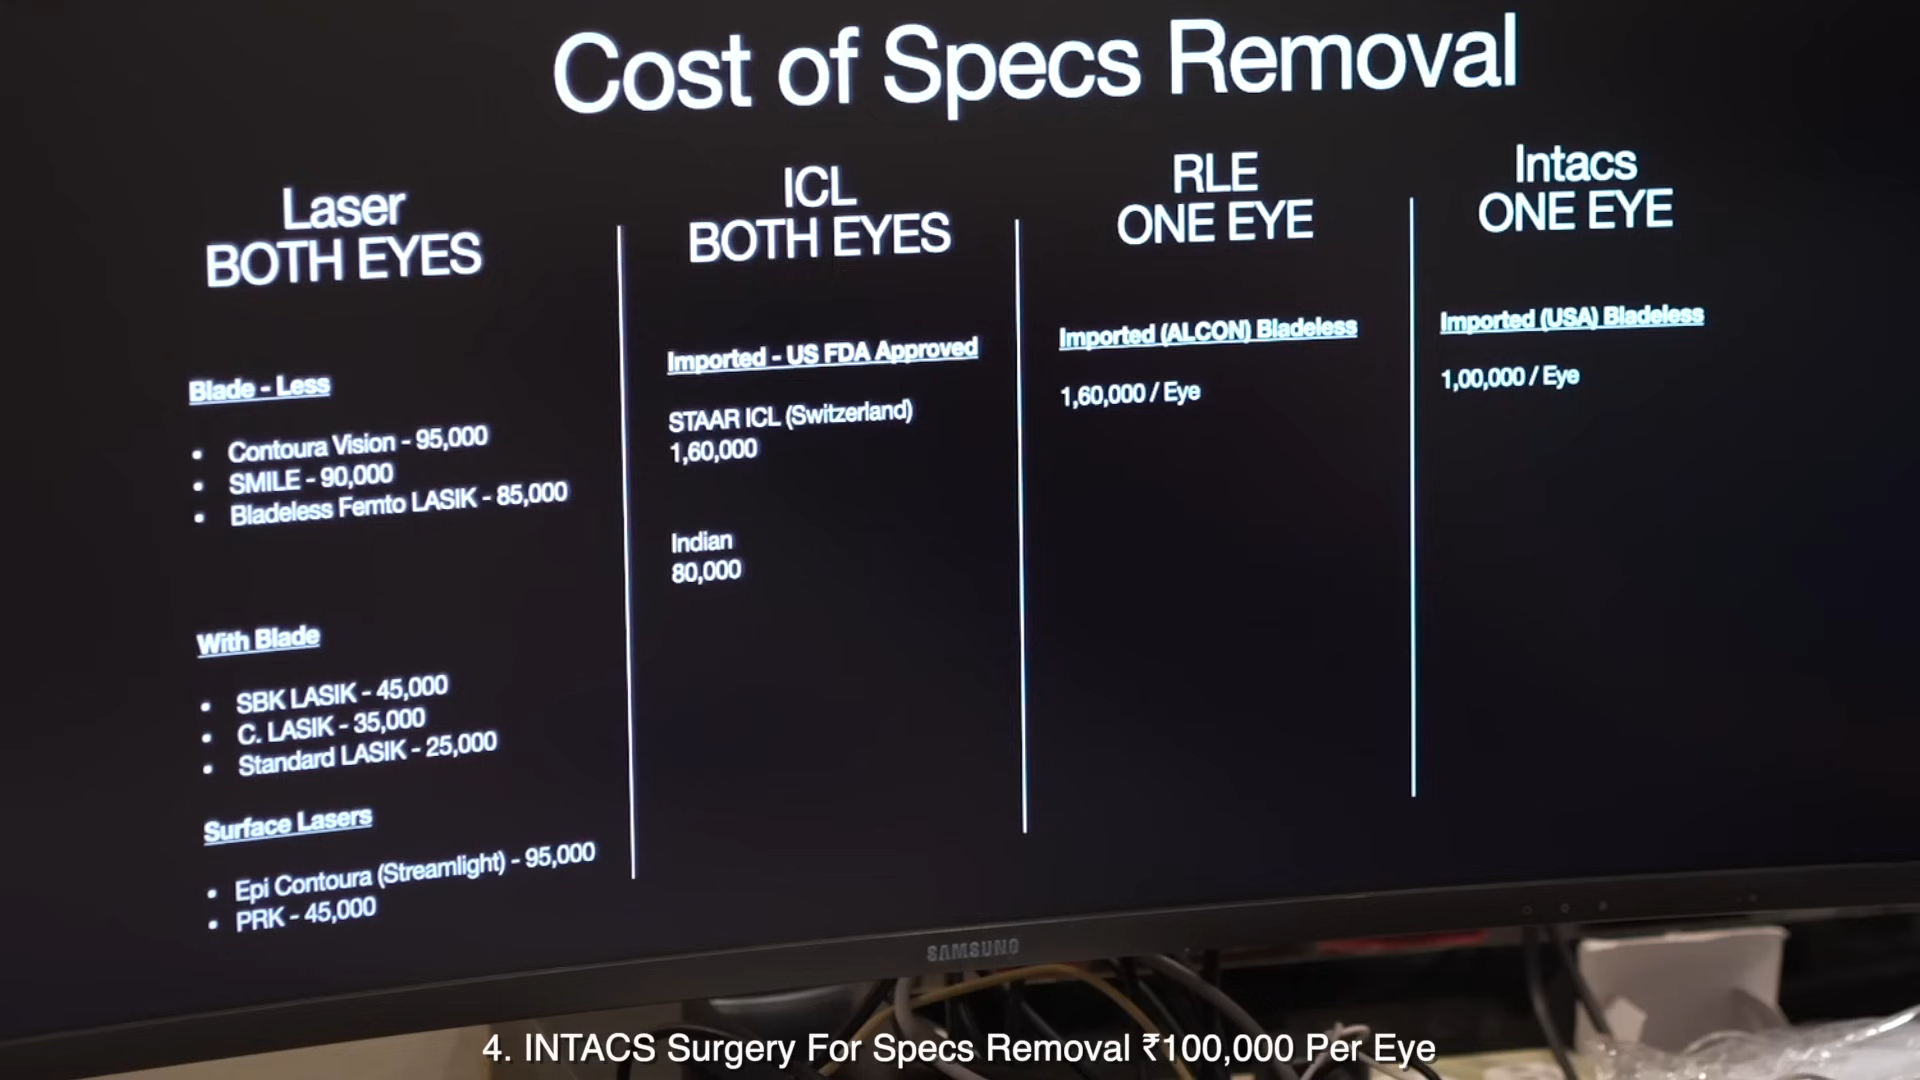 Cost of Specs Removal
Laser
BOTH EYES
Blade - Less
• Contoura Vision - 95,000
• SMILE - 90,000
• Bladeless Femto LASIK - 85,000
With Blade
• SBK LASIK - 45,000
• C. LASIK - 35,000
• Standard LASIK - 25,000
Surface Lasers
• Epi Contoura (Streamlight) - 95,000
• PRK - 45,000
ICL
BOTH EYES
Imported - US FDA Approved
STAAR ICL (Switzerland)
1,60,000
Indian
80,000
RLE
ONE EYE
Imported (ALCON) Bladeless
1,60,000 / Eye
Intacs
ONE EYE
Imported (USA) Bladeless
1,00,000 / Eye
SAMSUNG
4. INTACS Surgery For Specs Removal ₹100,000 Per Eye